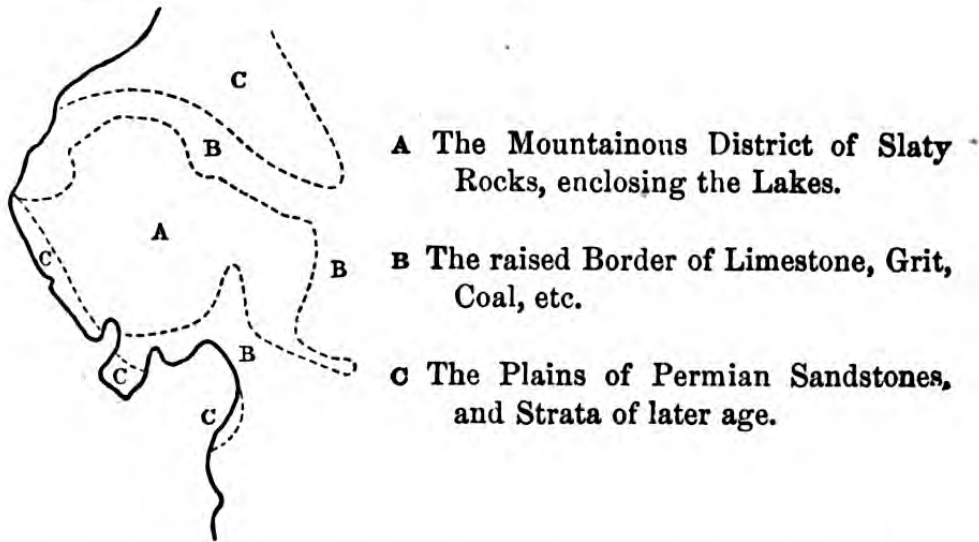 C
B
A
C
B
B
C
C
A The Mountainous District of Slaty
Rocks, enclosing the Lakes.
B The raised Border of Limestone, Grit,
Coal, etc.
C The Plains of Permian Sandstones,
and Strata of later age.